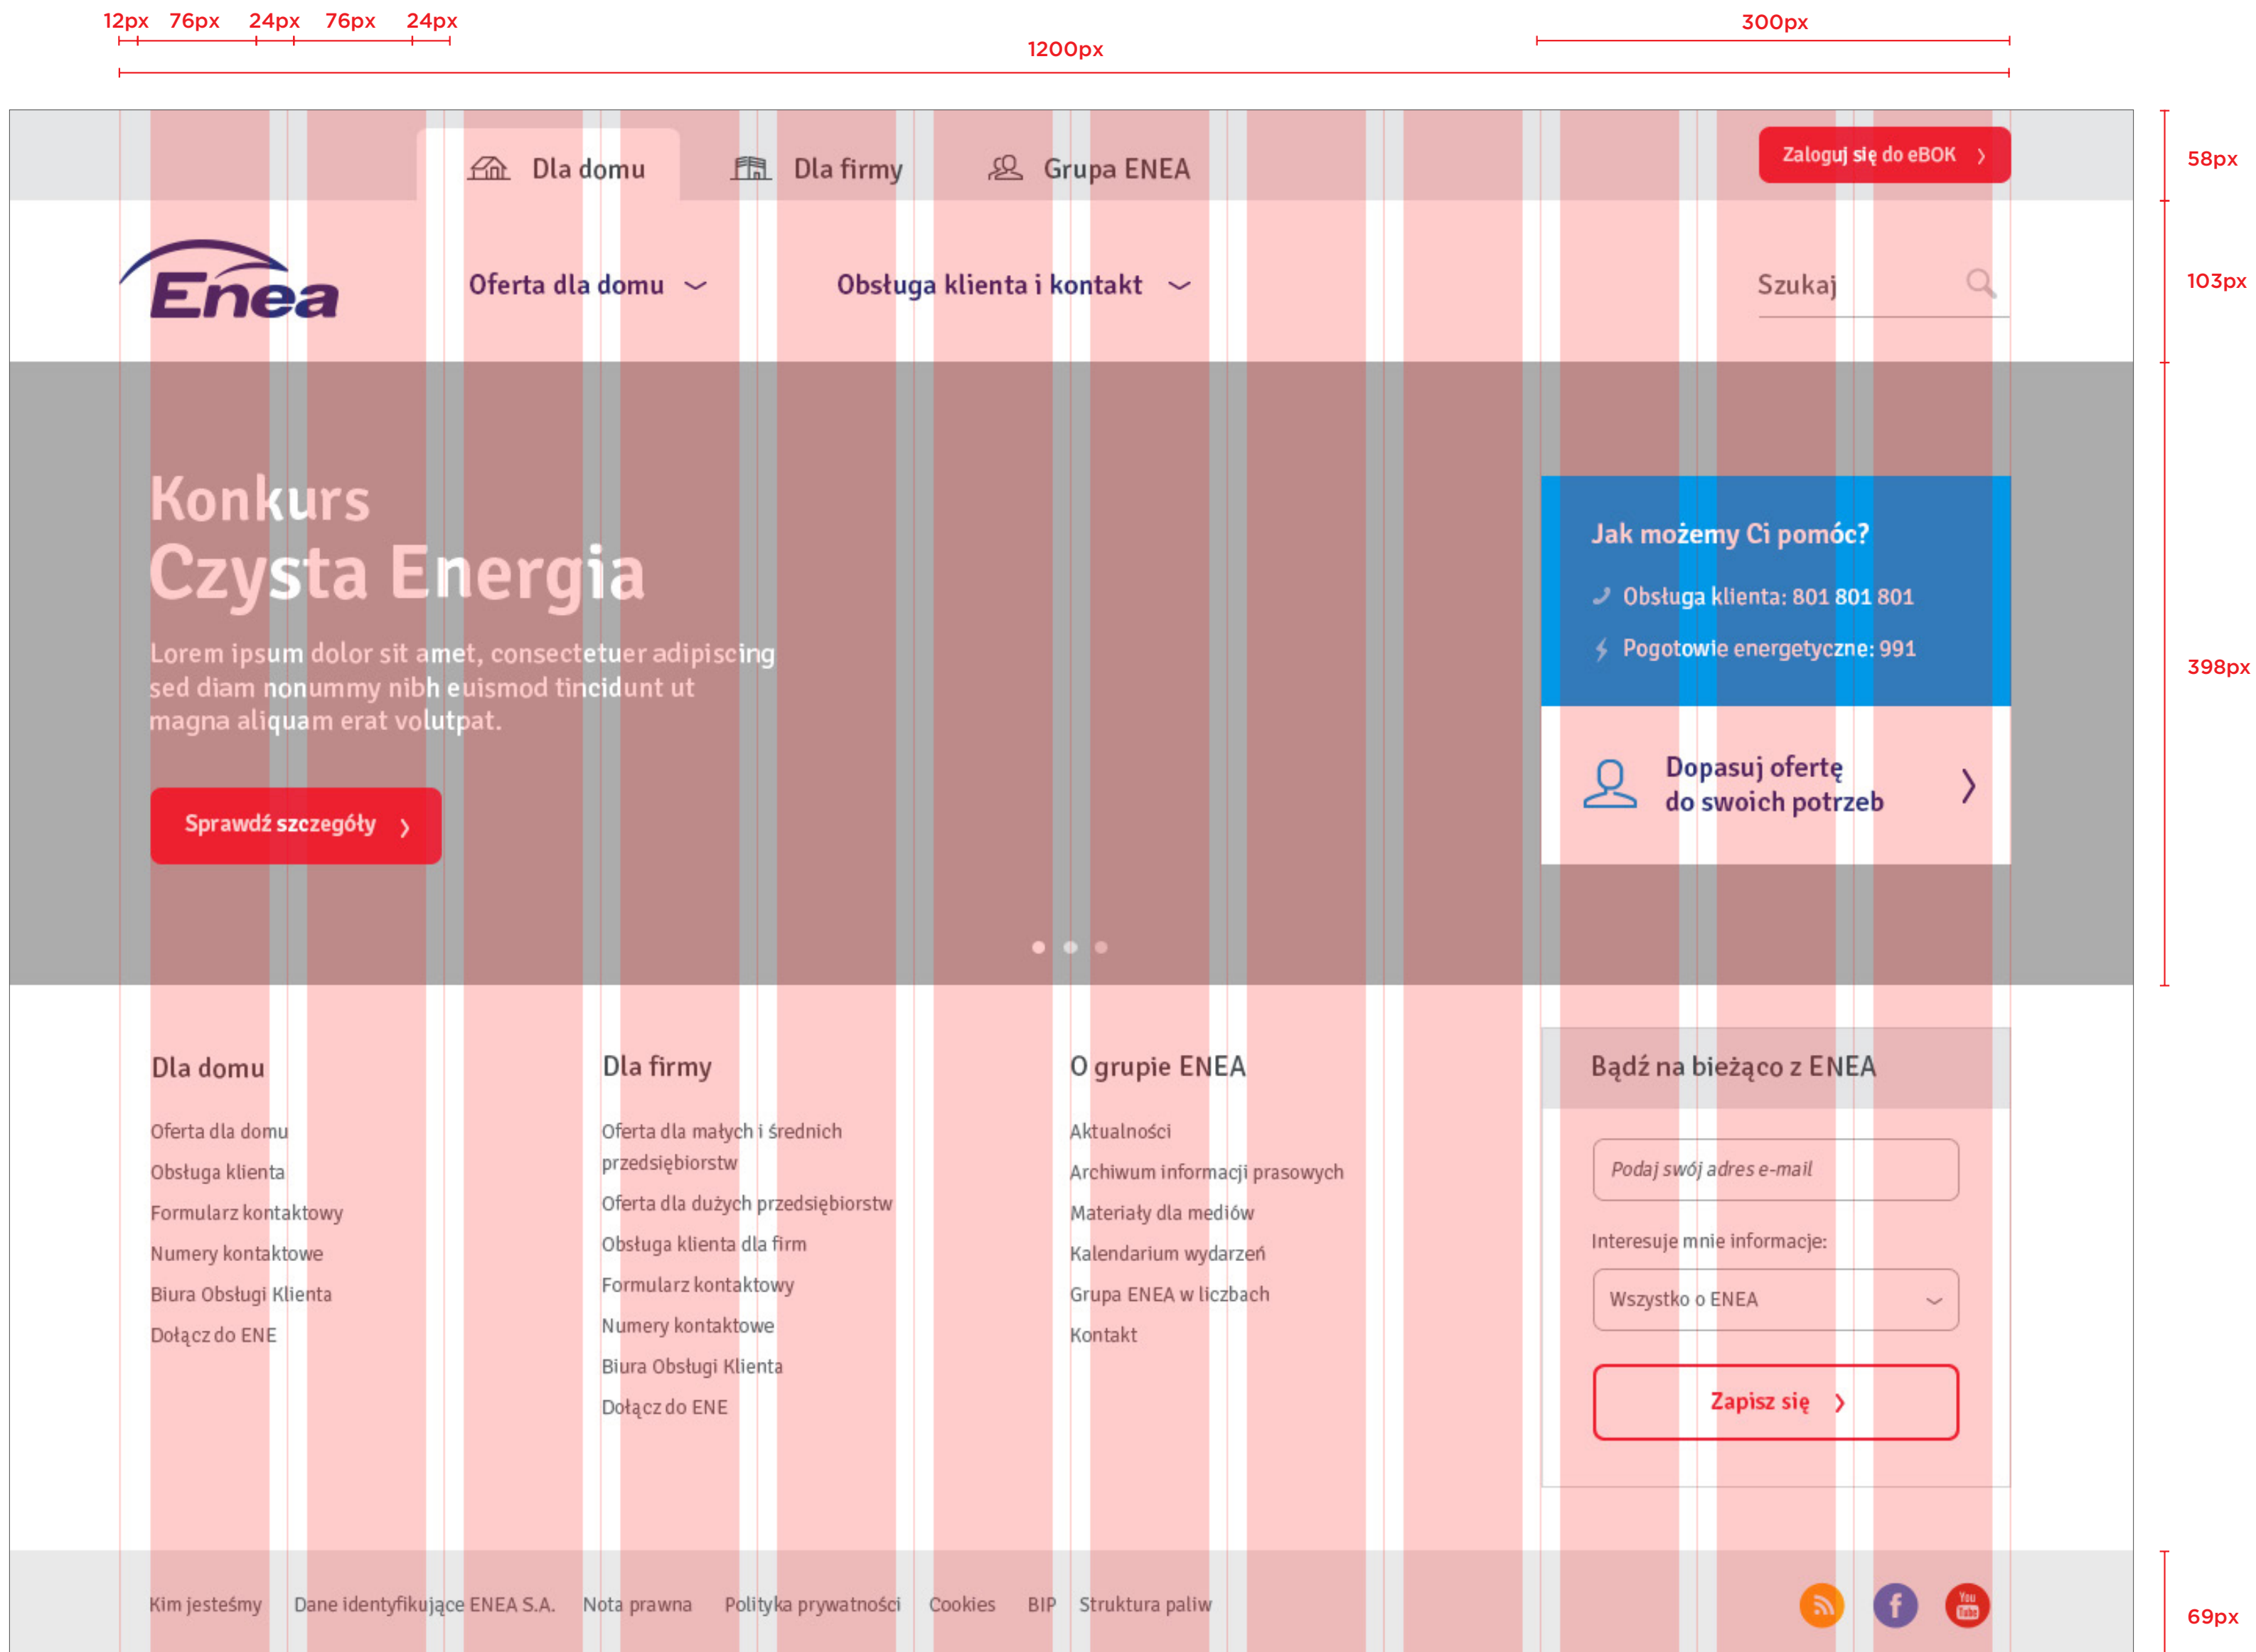 12px 76px 24px 76px 24px
300px
1200px
Dla domu Dla firmy Grupa ENEA Zaloguj się do eBOK
58px
Enea Oferta dla domu Obsługa klienta i kontakt Szukaj
103px
Konkurs
Czysta Energia
Lorem ipsum dolor sit amet, consectetuer adipiscing
sed diam nonummy nibh euismod tincidunt ut
magna aliquam erat volutpat.
Sprawdź szczegóły
Jak możemy Ci pomóc?
Obsługa klienta: 801 801 801
Pogotowie energetyczne: 991
Dopasuj ofertę
do swoich potrzeb
398px
Dla domu
Oferta dla domu
Obsługa klienta
Formularz kontaktowy
Numery kontaktowe
Biura Obsługi Klienta
Dołącz do ENE
Dla firmy
Oferta dla małych i średnich
przedsiębiorstw
Oferta dla dużych przedsiębiorstw
Obsługa klienta dla firm
Formularz kontaktowy
Numery kontaktowe
Biura Obsługi Klienta
Dołącz do ENE
O grupie ENEA
Aktualności
Archiwum informacji prasowych
Materiały dla mediów
Kalendarium wydarzeń
Grupa ENEA w liczbach
Kontakt
Bądź na bieżąco z ENEA
Podaj swój adres e-mail
Interesuje mnie informacje:
Wszystko o ENEA
Zapisz się
Kim jesteśmy Dane identyfikujące ENEA S.A. Nota prawna Polityka prywatności Cookies BIP Struktura paliw
f
You
Tube
69px